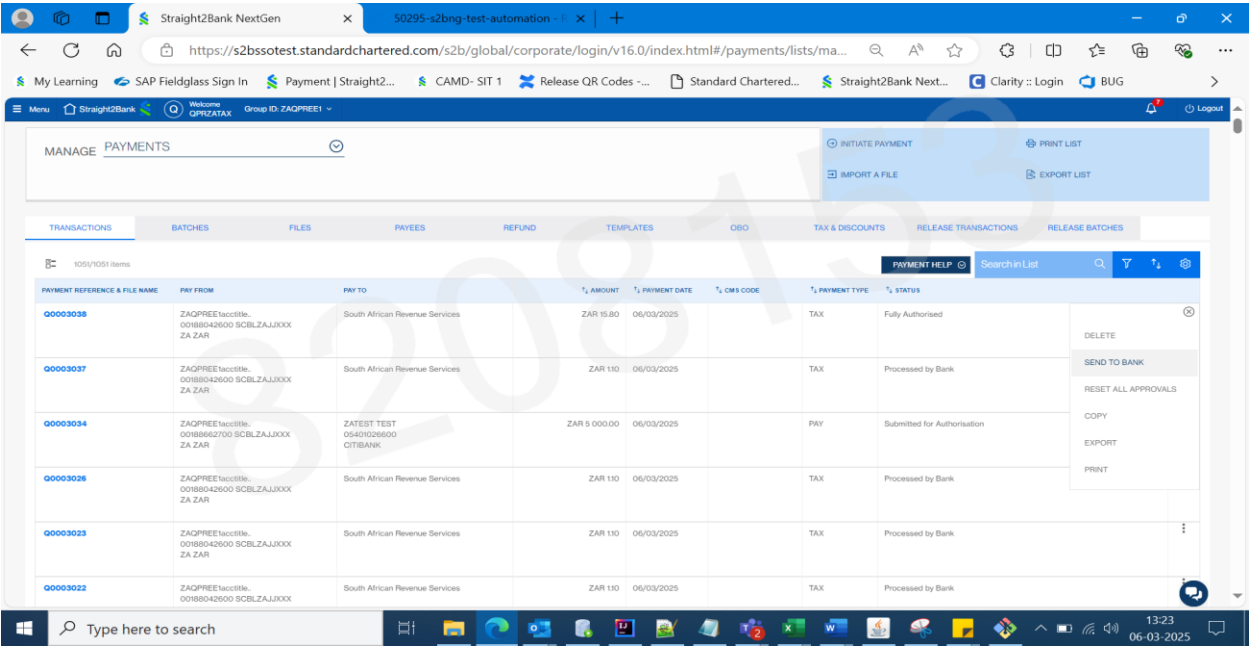 Straight2Bank NextGen
50295-s2bng-test-automation -
https://s2bssotest.standardchartered.com/s2b/global/corporate/login/v16.0/index.html#/payments/lists/ma...
My Learning SAP Fieldglass Sign In Payment | Straight2... CAMD- SIT 1 Release QR Codes -... Standard Chartered... Straight2Bank Next... Clarity :: Login BUG
Menu Straight2Bank Q Welcome QPRZATAX Group ID: ZAQPREE1 7 Logout
MANAGE PAYMENTS
INITIATE PAYMENT PRINT LIST
IMPORT A FILE EXPORT LIST
8208153
TRANSACTIONS BATCHES FILES PAYEES REFUND TEMPLATES OBO TAX & DISCOUNTS RELEASE TRANSACTIONS RELEASE BATCHES
1051/1051 items PAYMENT HELP Search in List
PAYMENT REFERENCE & FILE NAME PAY FROM PAY TO AMOUNT PAYMENT DATE CMS CODE PAYMENT TYPE STATUS
Q0003038 ZAQPREE1acctitle. South African Revenue Services ZAR 15.80 06/03/2025 TAX Fully Authorised
00188042600 SCBLZAJJXXX
ZA ZAR
DELETE
SEND TO BANK
Q0003037 ZAQPREE1acctitle. South African Revenue Services ZAR 1.10 06/03/2025 TAX Processed by Bank
00188042600 SCBLZAJJXXX
ZA ZAR
RESET ALL APPROVALS
COPY
Q0003034 ZAQPREE1acctitle. ZATEST TEST ZAR 5 000.00 06/03/2025 PAY Submitted for Authorisation
00188662700 SCBLZAJJXXX 05401026600
ZA ZAR CITIBANK
EXPORT
PRINT
Q0003026 ZAQPREE1acctitle. South African Revenue Services ZAR 1.10 06/03/2025 TAX Processed by Bank
00188042600 SCBLZAJJXXX
ZA ZAR
Q0003023 ZAQPREE1acctitle. South African Revenue Services ZAR 1.10 06/03/2025 TAX Processed by Bank
00188042600 SCBLZAJJXXX
ZA ZAR
Q0003022 ZAQPREE1acctitle. South African Revenue Services ZAR 1.10 06/03/2025 TAX Processed by Bank
00188042600 SCBLZAJJXXX
Type here to search
13:23
06-03-2025